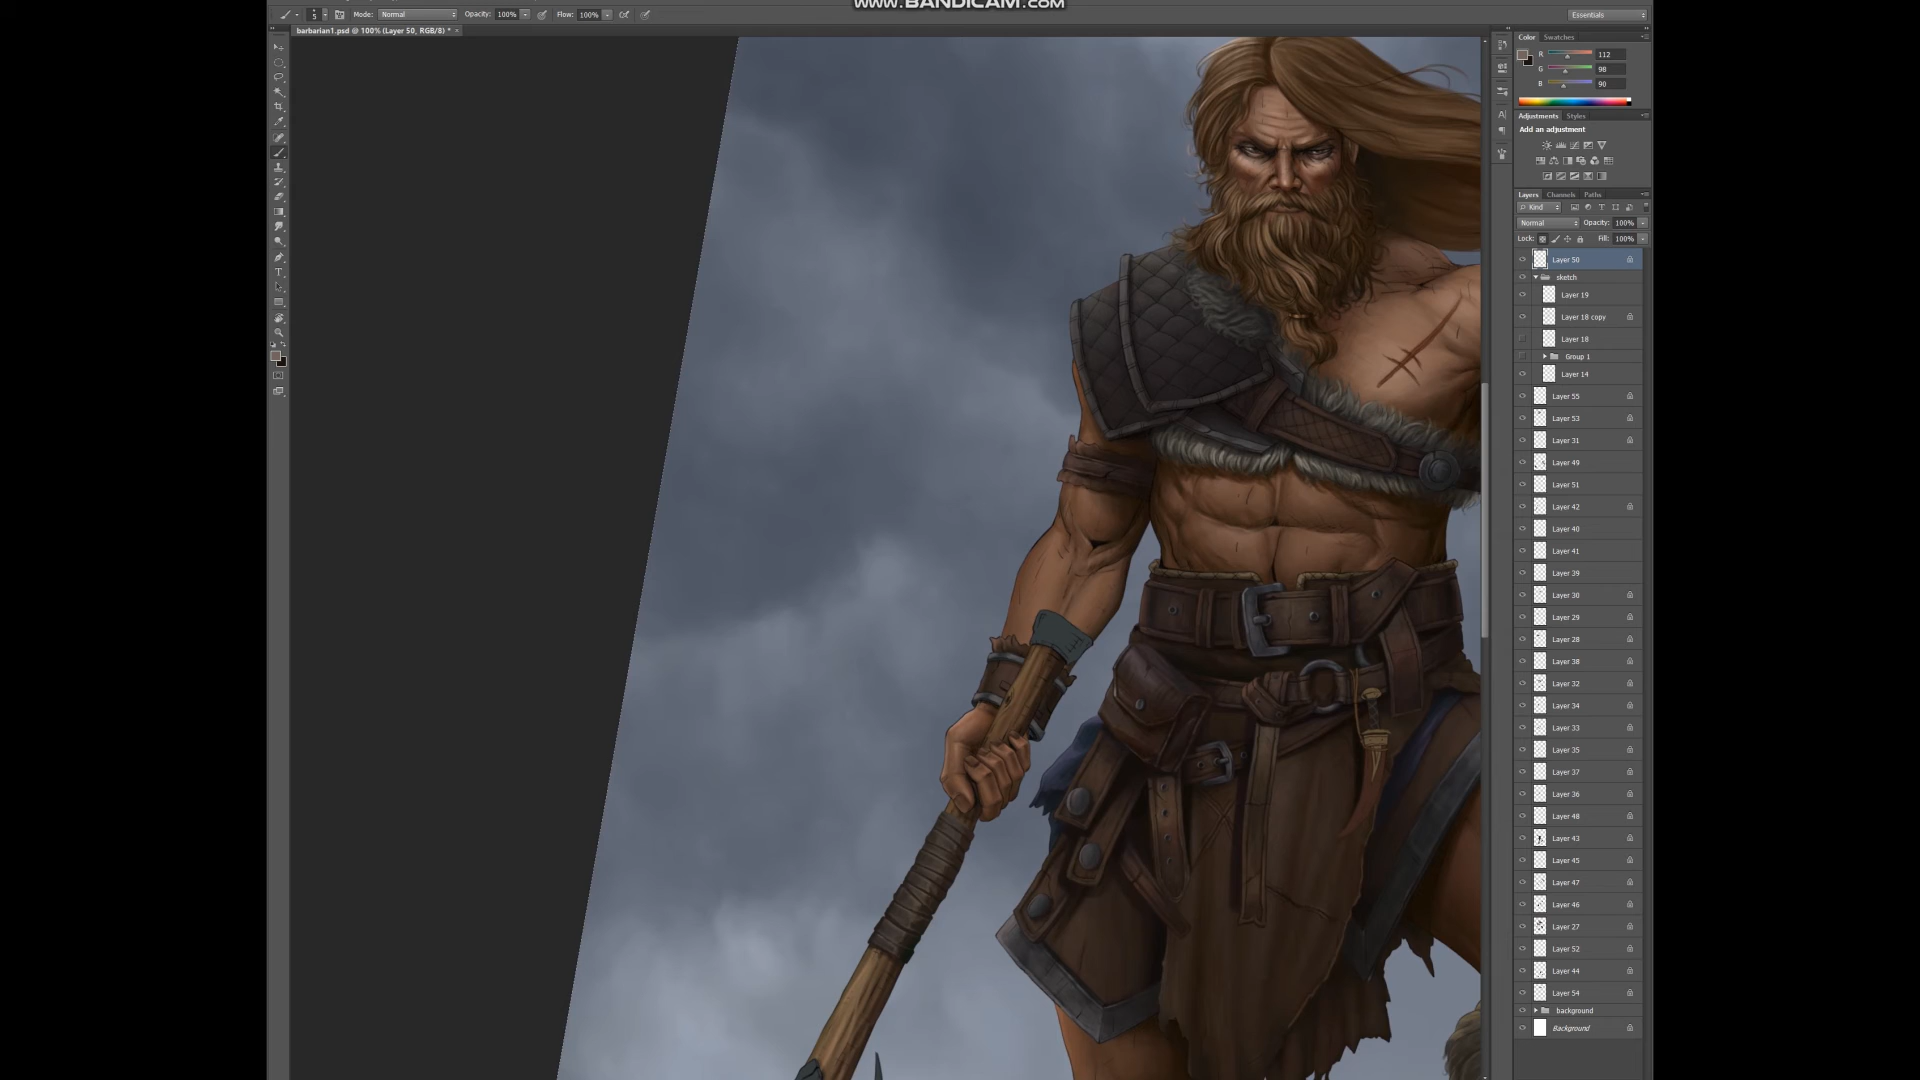 www.BANDICAM.com
5
Mode: Normal
Opacity: 100%
Flow: 100%
Essentials
barbarian1.psd @ 100% (Layer 50, RGB/8) * ×
Color Swatches
R 112
G 98
B 90
Adjustments Styles
Add an adjustment
Layers Channels Paths
Kind
Normal
Opacity: 100%
Lock:
Fill: 100%
Layer 50
sketch
Layer 19
Layer 18 copy
Layer 18
Group 1
Layer 14
Layer 55
Layer 53
Layer 31
Layer 49
Layer 51
Layer 42
Layer 40
Layer 41
Layer 39
Layer 30
Layer 29
Layer 28
Layer 38
Layer 32
Layer 34
Layer 33
Layer 35
Layer 37
Layer 36
Layer 48
Layer 43
Layer 45
Layer 47
Layer 46
Layer 27
Layer 52
Layer 44
Layer 54
background
Background